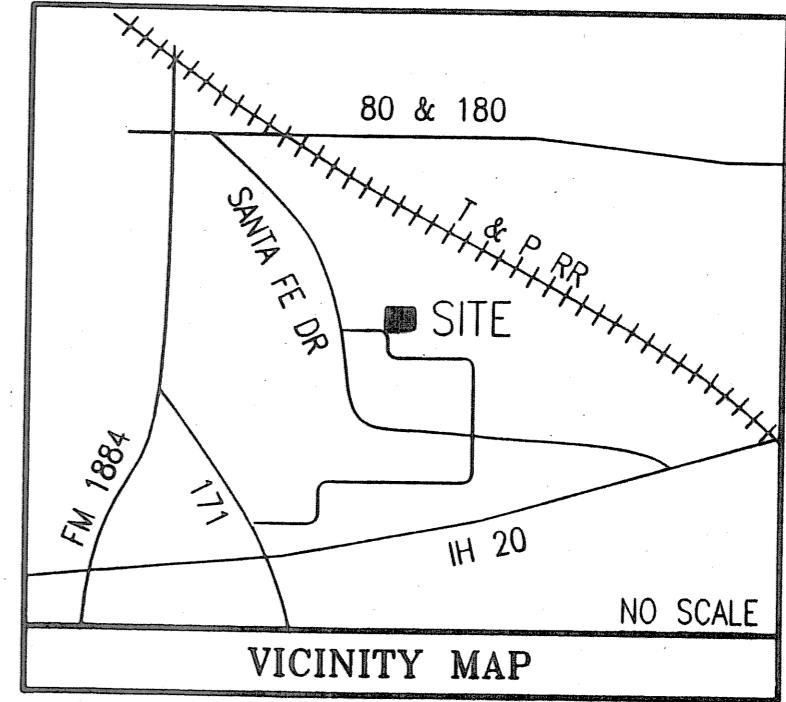 80 & 180
T & P RR
SANTA FE DR
SITE
FM 1884
171
IH 20
NO SCALE
VICINITY MAP